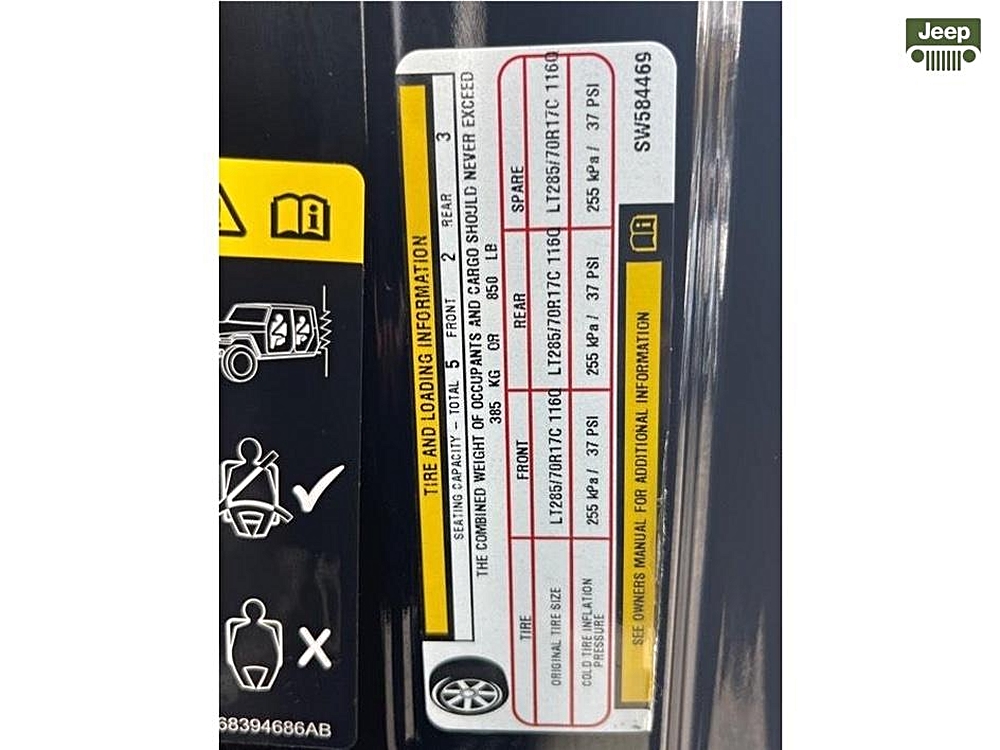 Jeep
68394686AB
TIRE AND LOADING INFORMATION
SEATING CAPACITY – TOTAL 5 FRONT 2 REAR 3
THE COMBINED WEIGHT OF OCCUPANTS AND CARGO SHOULD NEVER EXCEED
385 KG OR 850 LB
TIRE FRONT REAR SPARE
ORIGINAL TIRE SIZE LT285/70R17C 116Q LT285/70R17C 116Q LT285/70R17C 116Q
COLD TIRE INFLATION
PRESSURE 255 kPa / 37 PSI 255 kPa / 37 PSI 255 kPa / 37 PSI
SEE OWNERS MANUAL FOR ADDITIONAL INFORMATION
SW584469